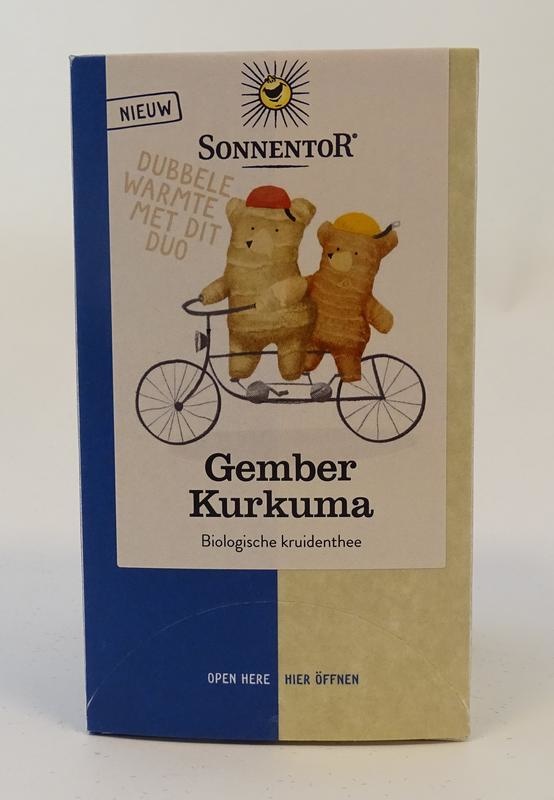 NIEUW
SONNENTOR®
DUBBELE
WARMTE
MET DIT
DUO
Gember
Kurkuma
Biologische kruidenthee
OPEN HERE HIER ÖFFNEN